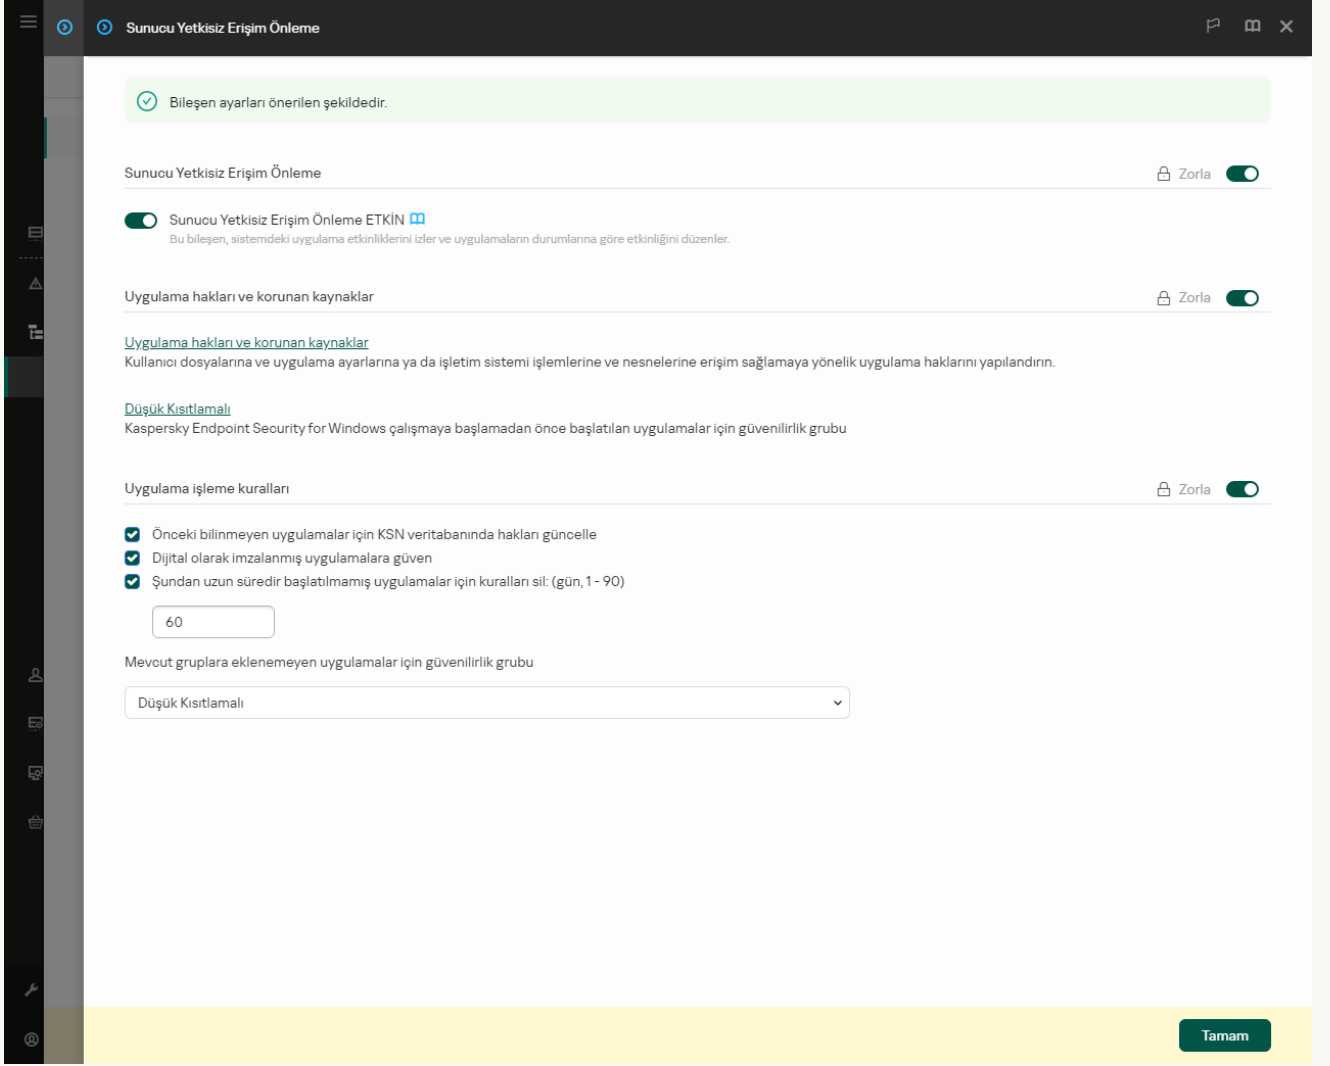 Sunucu Yetkisiz Erişim Önleme
Bileşen ayarları önerilen şekildedir.
Sunucu Yetkisiz Erişim Önleme
Zorla
Sunucu Yetkisiz Erişim Önleme ETKİN
Bu bileşen, sistemdeki uygulama etkinliklerini izler ve uygulamaların durumlarına göre etkinliğini düzenler.
Uygulama hakları ve korunan kaynaklar
Zorla
Uygulama hakları ve korunan kaynaklar
Kullanıcı dosyalarına ve uygulama ayarlarına ya da işletim sistemi işlemlerine ve nesnelerine erişim sağlamaya yönelik uygulama haklarını yapılandırın.
Düşük Kısıtlamalı
Kaspersky Endpoint Security for Windows çalışmaya başlamadan önce başlatılan uygulamalar için güvenilirlik grubu
Uygulama işleme kuralları
Zorla
Önceki bilinmeyen uygulamalar için KSN veritabanında hakları güncelle
Dijital olarak imzalanmış uygulamalara güven
Şundan uzun süredir başlatılmamış uygulamalar için kuralları sil: (gün, 1 - 90)
60
Mevcut gruplara eklenemeyen uygulamalar için güvenilirlik grubu
Düşük Kısıtlamalı
Tamam